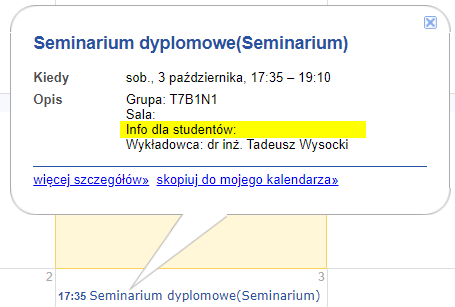 Seminarium dyplomowe(Seminarium)
Kiedy sob., 3 października, 17:35 – 19:10
Opis Grupa: T7B1N1
Sala:
Info dla studentów:
Wykładowca: dr inż. Tadeusz Wysocki
więcej szczegółów» skopiuj do mojego kalendarza»
2 3
17:35 Seminarium dyplomowe(Seminarium)